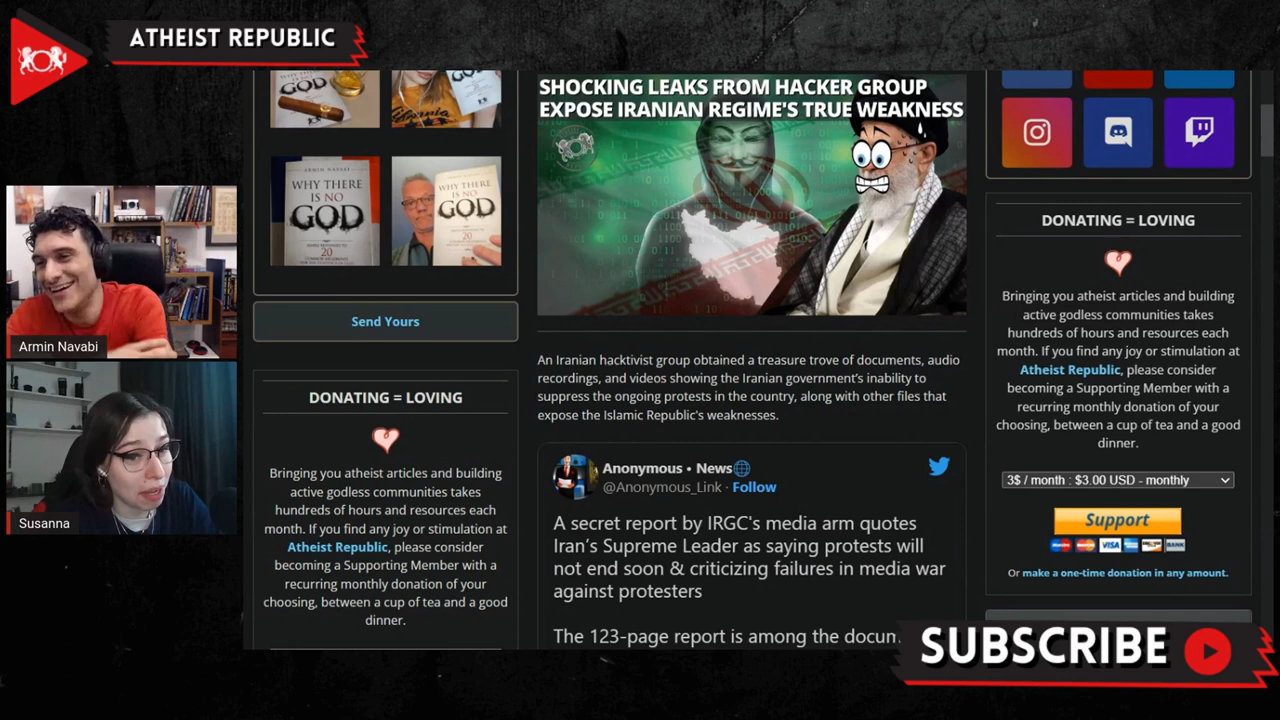 ATHEIST REPUBLIC
WHY THERE
IS NO
GOD
Armin Navabi
Susanna
ARMIN NAVABI
WHY THERE
IS NO
GOD
20
WHY THERE
IS NO
GOD
20
Send Yours
DONATING = LOVING
Bringing you atheist articles and building
active godless communities takes
hundreds of hours and resources each
month. If you find any joy or stimulation at
Atheist Republic, please consider
becoming a Supporting Member with a
recurring monthly donation of your
choosing, between a cup of tea and a good
dinner.
SHOCKING LEAKS FROM HACKER GROUP
EXPOSE IRANIAN REGIME'S TRUE WEAKNESS
An Iranian hacktivist group obtained a treasure trove of documents, audio
recordings, and videos showing the Iranian government's inability to
suppress the ongoing protests in the country, along with other files that
expose the Islamic Republic's weaknesses.
Anonymous • News
@Anonymous_Link · Follow
A secret report by IRGC's media arm quotes
Iran's Supreme Leader as saying protests will
not end soon & criticizing failures in media war
against protesters
The 123-page report is among the docum
DONATING = LOVING
Bringing you atheist articles and building
active godless communities takes
hundreds of hours and resources each
month. If you find any joy or stimulation at
Atheist Republic, please consider
becoming a Supporting Member with a
recurring monthly donation of your
choosing, between a cup of tea and a good
dinner.
3$ / month : $3.00 USD - monthly
Support
VISA
BANK
Or make a one-time donation in any amount.
SUBSCRIBE